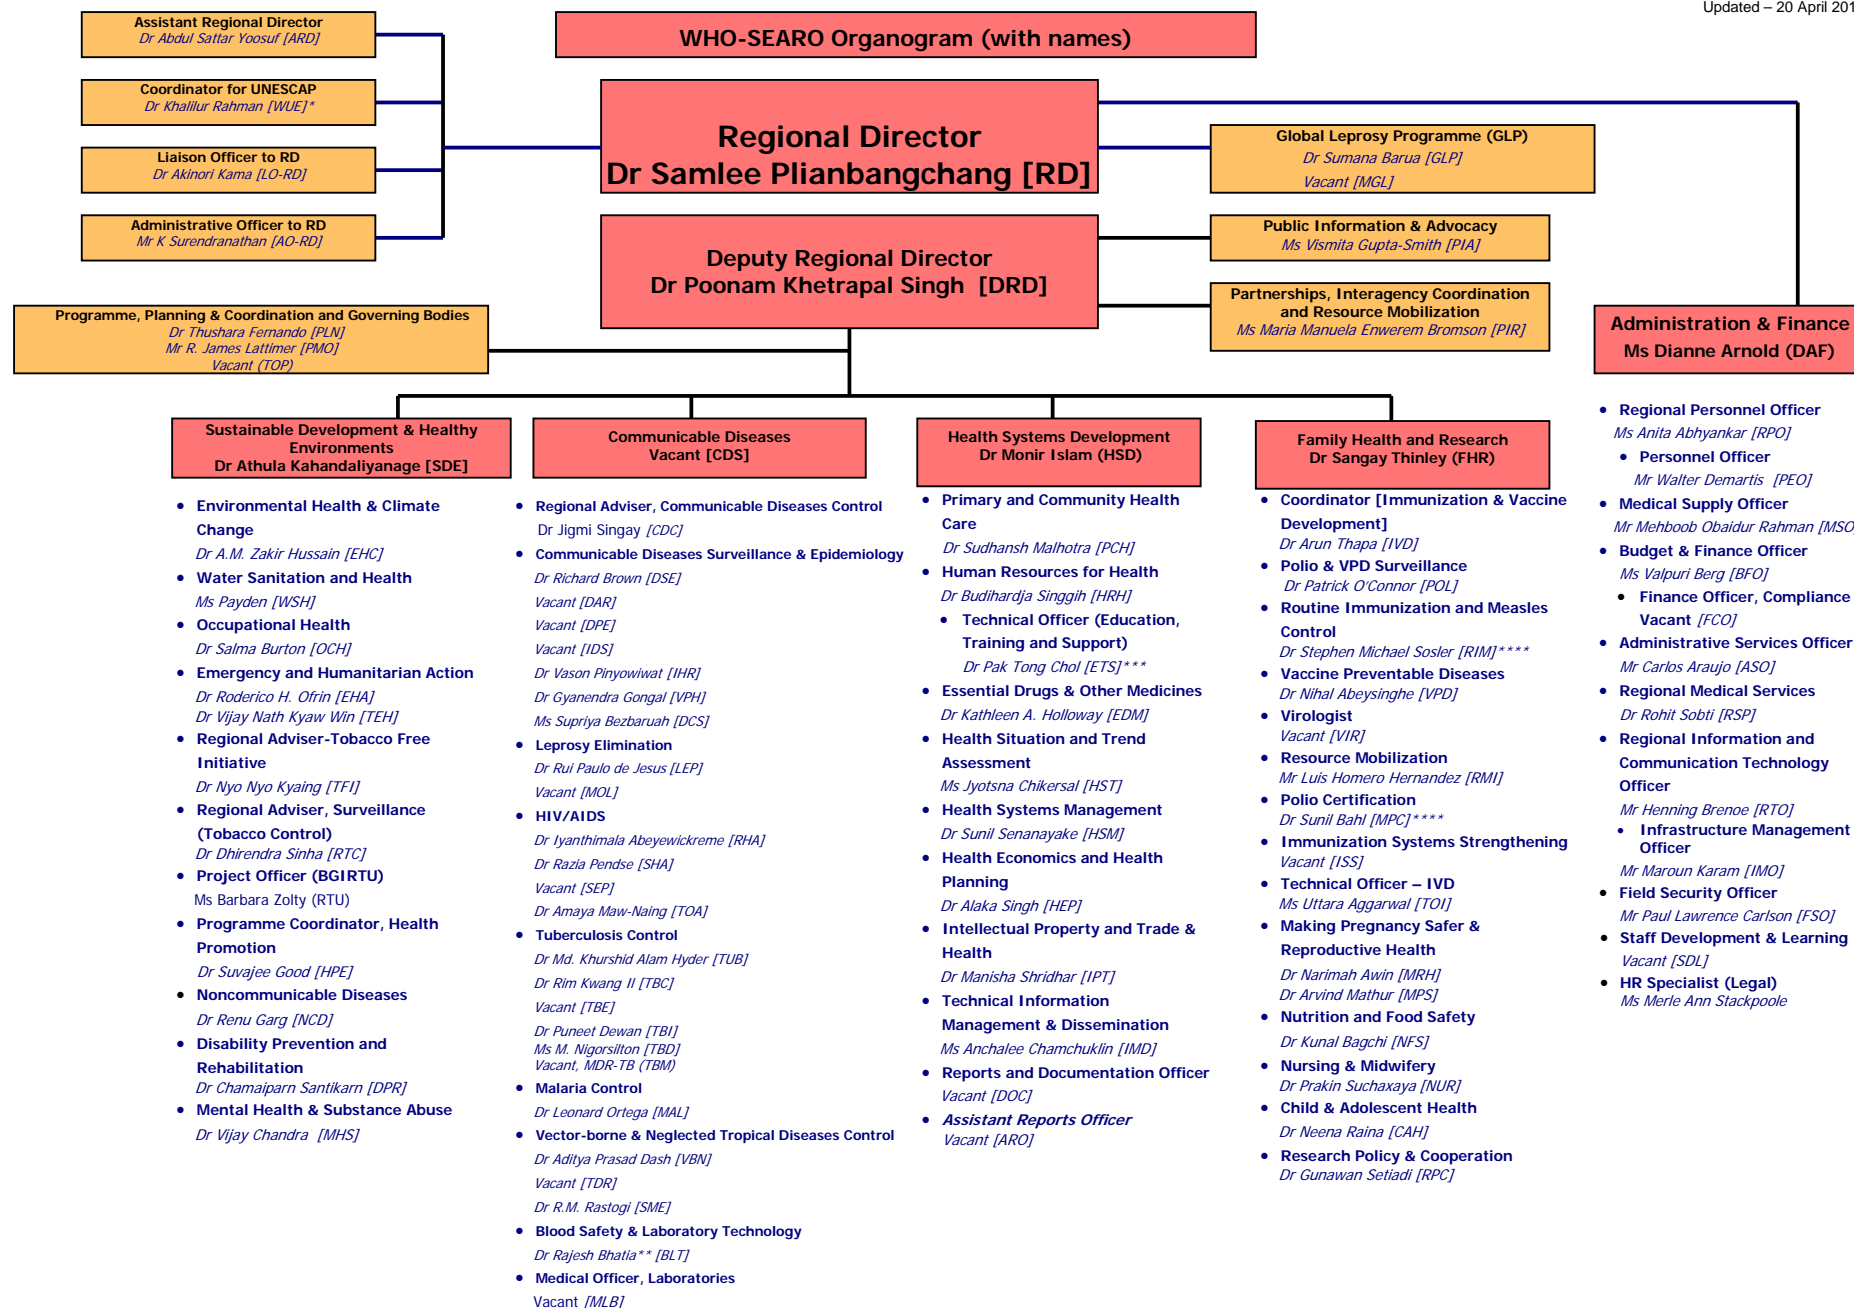 Updated – 20 April 201
WHO-SEARO Organogram (with names)
Assistant Regional Director
Dr Abdul Sattar Yoosuf [ARD]
Coordinator for UNESCAP
Dr Khalilur Rahman [WUE]*
Liaison Officer to RD
Dr Akinori Kama [LO-RD]
Administrative Officer to RD
Mr K Surendranathan [AO-RD]
Regional Director
Dr Samlee Plianbangchang [RD]
Global Leprosy Programme (GLP)
Dr Sumana Barua [GLP]
Vacant [MGL]
Deputy Regional Director
Dr Poonam Khetrapal Singh [DRD]
Public Information & Advocacy
Ms Vismita Gupta-Smith [PIA]
Partnerships, Interagency Coordination
and Resource Mobilization
Ms Maria Manuela Enwerem Bromson [PIR]
Programme, Planning & Coordination and Governing Bodies
Dr Thushara Fernando [PLN]
Mr R. James Lattimer [PMO]
Vacant (TOP)
Administration & Finance
Ms Dianne Arnold (DAF)
Sustainable Development & Healthy
Environments
Dr Athula Kahandaliyanage [SDE]
• Environmental Health & Climate
Change
Dr A.M. Zakir Hussain [EHC]
• Water Sanitation and Health
Ms Payden [WSH]
• Occupational Health
Dr Salma Burton [OCH]
• Emergency and Humanitarian Action
Dr Roderico H. Ofrin [EHA]
Dr Vijay Nath Kyaw Win [TEH]
• Regional Adviser-Tobacco Free
Initiative
Dr Nyo Nyo Kyaing [TFI]
• Regional Adviser, Surveillance
(Tobacco Control)
Dr Dhirendra Sinha [RTC]
• Project Officer (BGIRTU)
Ms Barbara Zolty (RTU)
• Programme Coordinator, Health
Promotion
Dr Suvajee Good [HPE]
• Noncommunicable Diseases
Dr Renu Garg [NCD]
• Disability Prevention and
Rehabilitation
Dr Chamaiparn Santikarn [DPR]
• Mental Health & Substance Abuse
Dr Vijay Chandra [MHS]
Communicable Diseases
Vacant [CDS]
• Regional Adviser, Communicable Diseases Control
Dr Jigmi Singay [CDC]
• Communicable Diseases Surveillance & Epidemiology
Dr Richard Brown [DSE]
Vacant [DAR]
Vacant [DPE]
Vacant [IDS]
Dr Vason Pinyowiwat [IHR]
Dr Gyanendra Gongal [VPH]
Ms Supriya Bezbaruah [DCS]
• Leprosy Elimination
Dr Rui Paulo de Jesus [LEP]
Vacant [MOL]
• HIV/AIDS
Dr Iyanthimala Abeyewickreme [RHA]
Dr Razia Pendse [SHA]
Vacant [SEP]
Dr Amaya Maw-Naing [TOA]
• Tuberculosis Control
Dr Md. Khurshid Alam Hyder [TUB]
Dr Rim Kwang Il [TBC]
Vacant [TBE]
Dr Puneet Dewan [TBI]
Ms M. Nigorsilton [TBD]
Vacant, MDR-TB (TBM)
• Malaria Control
Dr Leonard Ortega [MAL]
• Vector-borne & Neglected Tropical Diseases Control
Dr Aditya Prasad Dash [VBN]
Vacant [TDR]
Dr R.M. Rastogi [SME]
• Blood Safety & Laboratory Technology
Dr Rajesh Bhatia** [BLT]
• Medical Officer, Laboratories
Vacant [MLB]
Health Systems Development
Dr Monir Islam (HSD)
• Primary and Community Health
Care
Dr Sudhansh Malhotra [PCH]
• Human Resources for Health
Dr Budihardja Singgih [HRH]
• Technical Officer (Education,
Training and Support)
Dr Pak Tong Chol [ETS]***
• Essential Drugs & Other Medicines
Dr Kathleen A. Holloway [EDM]
• Health Situation and Trend
Assessment
Ms Jyotsna Chikersal [HST]
• Health Systems Management
Dr Sunil Senanayake [HSM]
• Health Economics and Health
Planning
Dr Alaka Singh [HEP]
• Intellectual Property and Trade &
Health
Dr Manisha Shridhar [IPT]
• Technical Information
Management & Dissemination
Ms Anchalee Chamchuklin [IMD]
• Reports and Documentation Officer
Vacant [DOC]
• Assistant Reports Officer
Vacant [ARO]
Family Health and Research
Dr Sangay Thinley (FHR)
• Coordinator [Immunization & Vaccine
Development]
Dr Arun Thapa [IVD]
• Polio & VPD Surveillance
Dr Patrick O'Connor [POL]
• Routine Immunization and Measles
Control
Dr Stephen Michael Sosler [RIM]****
• Vaccine Preventable Diseases
Dr Nihal Abeysinghe [VPD]
• Virologist
Vacant [VIR]
• Resource Mobilization
Mr Luis Homero Hernandez [RMI]
• Polio Certification
Dr Sunil Bahl [MPC]****
• Immunization Systems Strengthening
Vacant [ISS]
• Technical Officer – IVD
Ms Uttara Aggarwal [TOI]
• Making Pregnancy Safer &
Reproductive Health
Dr Narimah Awin [MRH]
Dr Arvind Mathur [MPS]
• Nutrition and Food Safety
Dr Kunal Bagchi [NFS]
• Nursing & Midwifery
Dr Prakin Suchaxaya [NUR]
• Child & Adolescent Health
Dr Neena Raina [CAH]
• Research Policy & Cooperation
Dr Gunawan Setiadi [RPC]
• Regional Personnel Officer
Ms Anita Abhyankar [RPO]
• Personnel Officer
Mr Walter Demartis [PEO]
• Medical Supply Officer
Mr Mehboob Obaidur Rahman [MSO]
• Budget & Finance Officer
Ms Valpuri Berg [BFO]
• Finance Officer, Compliance
Vacant [FCO]
• Administrative Services Officer
Mr Carlos Araujo [ASO]
• Regional Medical Services
Dr Rohit Sobti [RSP]
• Regional Information and
Communication Technology
Officer
Mr Henning Brenoe [RTO]
• Infrastructure Management
Officer
Mr Maroun Karam [IMO]
• Field Security Officer
Mr Paul Lawrence Carlson [FSO]
• Staff Development & Learning
Vacant [SDL]
• HR Specialist (Legal)
Ms Merle Ann Stackpoole